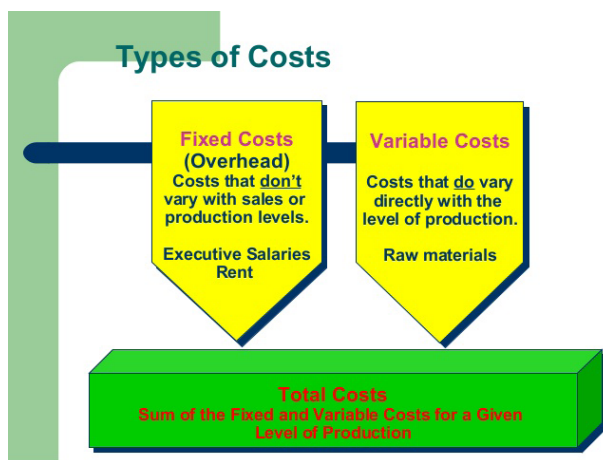 Types of Costs
Fixed Costs
(Overhead)
Costs that don't
vary with sales or
production levels.
Executive Salaries
Rent
Variable Costs
Costs that do vary
directly with the
level of production.
Raw materials
Total Costs
Sum of the Fixed and Variable Costs for a Given
Level of Production